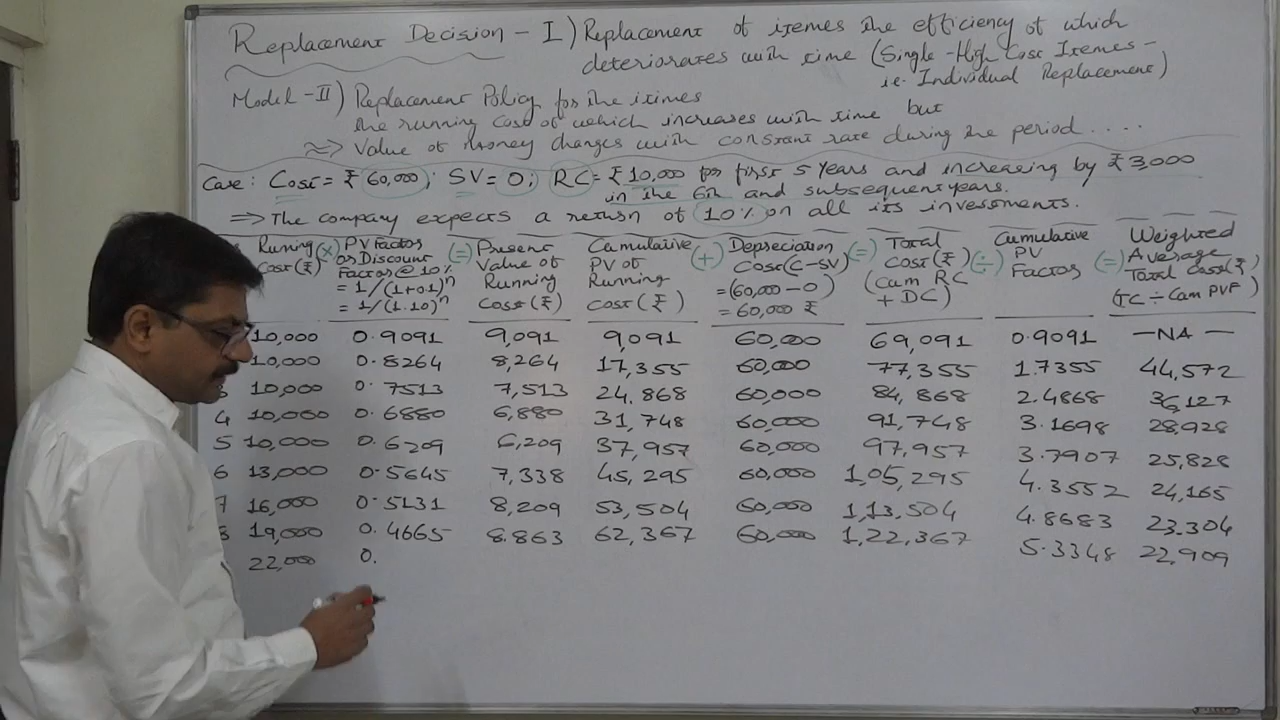 Replacement Decision - I) Replacement of itemes the efficiency of which
deteriorates with time (Single-High Cost Itemes -
ie. Individual Replacement)
Model-II) Replacement Policy for the itimes
the running cost of which increases with time but
⇒ Value of Money changes with constant rate during the period....
Case: Cost = ₹ 60,000; SV = 0; RC = ₹ 10,000 for first 5 years and increasing by ₹ 3,000
in the 6th and subsequent years.
⇒ The company expects a return of 10% on all its investments.
Runing Cost (₹) (×) PV Factors or Discount Factors @ 10% = 1/(1+0.1)^n = 1/(1.10)^n (=) Present Value of Running Cost (₹) Cumulative PV of Running Cost (₹) (+) Depreciation Cost (C-SV) = (60,000 - 0) = 60,000 ₹ (=) Total Cost (₹) (Cum RC + DC) (÷) Cumulative PV Factor (=) Weighted Average Total Cost (₹) (TC ÷ Cum PVF)
10,000 0.9091 9,091 9,091 60,000 69,091 0.9091 — NA —
10,000 0.8264 8,264 17,355 60,000 77,355 1.7355 44,572
3 10,000 0.7513 7,513 24,868 60,000 84,868 2.4868 36,127
4 10,000 0.6880 6,880 31,748 60,000 91,748 3.1698 28,928
5 10,000 0.6209 6,209 37,957 60,000 97,957 3.7907 25,828
6 13,000 0.5645 7,338 45,295 60,000 1,05,295 4.3552 24,165
7 16,000 0.5131 8,209 53,504 60,000 1,13,504 4.8683 23.304
8 19,000 0.4665 8.863 62,367 60,000 1,22,367 5.3348 22,909
22,000 0.